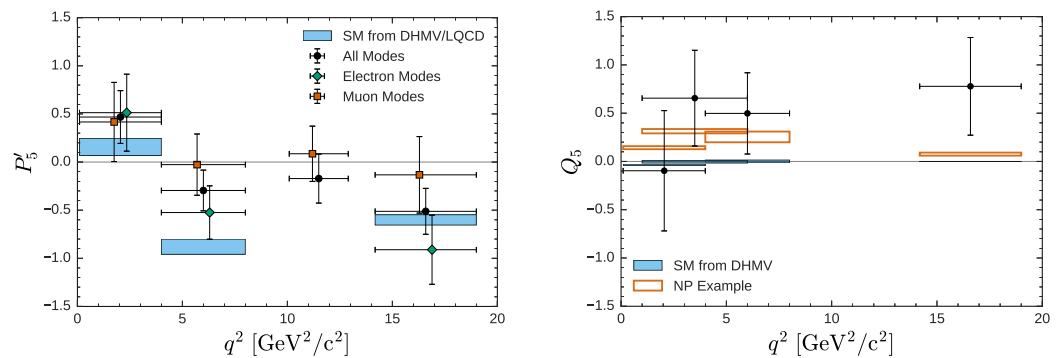 1.5
1.0
0.5
0.0
−0.5
−1.0
−1.5
P′5
SM from DHMV/LQCD
All Modes
Electron Modes
Muon Modes
0 5 10 15 20
q² [GeV²/c²]
1.5
1.0
0.5
0.0
−0.5
−1.0
−1.5
Q5
SM from DHMV
NP Example
0 5 10 15 20
q² [GeV²/c²]